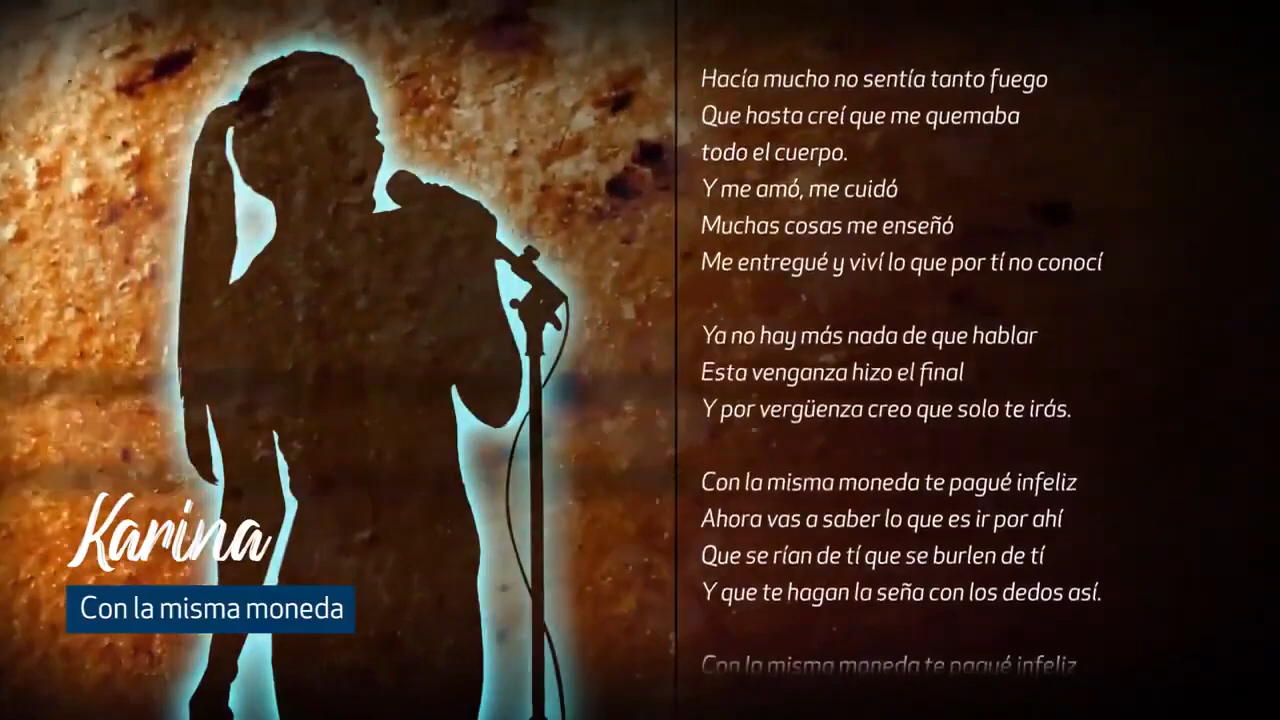 Karina
Con la misma moneda
Hacía mucho no sentía tanto fuego
Que hasta creí que me quemaba
todo el cuerpo.
Y me amó, me cuidó
Muchas cosas me enseñó
Me entregué y viví lo que por tí no conocí
Ya no hay más nada de que hablar
Esta venganza hizo el final
Y por vergüenza creo que solo te irás.
Con la misma moneda te pagué infeliz
Ahora vas a saber lo que es ir por ahí
Que se rían de tí que se burlen de tí
Y que te hagan la seña con los dedos así.
Con la misma moneda te pagué infeliz